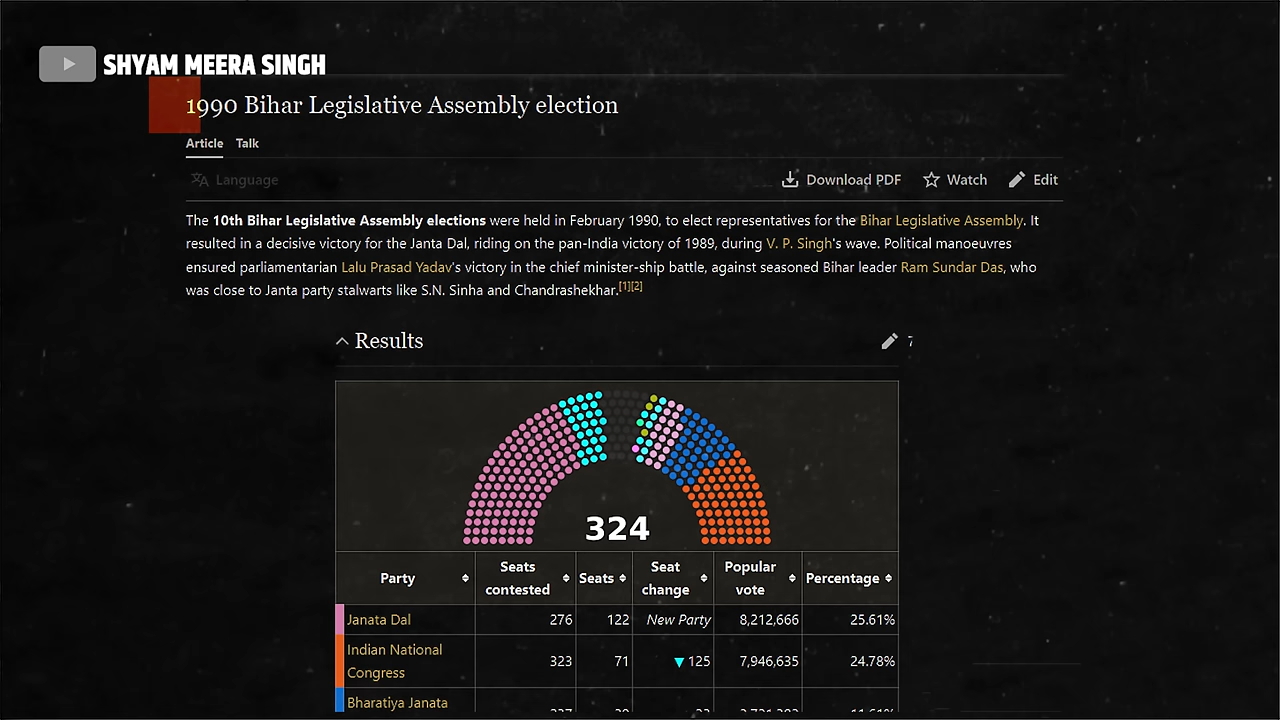 SHYAM MEERA SINGH
1990 Bihar Legislative Assembly election
Article Talk
Language
Download PDF Watch Edit
The 10th Bihar Legislative Assembly elections were held in February 1990, to elect representatives for the Bihar Legislative Assembly. It
resulted in a decisive victory for the Janta Dal, riding on the pan-India victory of 1989, during V. P. Singh's wave. Political manoeuvres
ensured parliamentarian Lalu Prasad Yadav's victory in the chief minister-ship battle, against seasoned Bihar leader Ram Sundar Das, who
was close to Janta party stalwarts like S.N. Sinha and Chandrashekhar.[1][2]
Results
324
Party Seats contested Seats Seat change Popular vote Percentage
Janata Dal 276 122 New Party 8,212,666 25.61%
Indian National
Congress 323 71 ▼ 125 7,946,635 24.78%
Bharatiya Janata